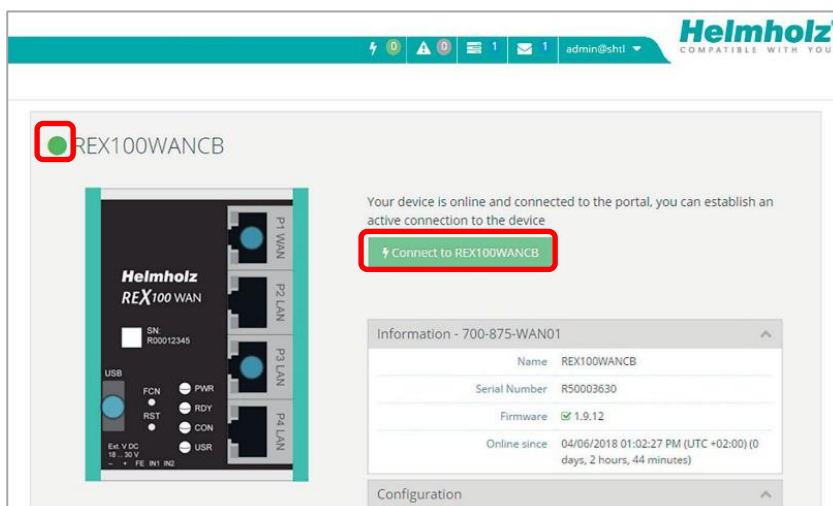 Helmholz
COMPATIBLE WITH YOU
0 0 1 1 admin@shtl
REX100WANCB
Your device is online and connected to the portal, you can establish an
active connection to the device
Connect to REX100WANCB
Helmholz
REX100 WAN
SN:
R00012345
USB
FCN
RST
PWR
RDY
CON
USR
Ext. V DC
18 ... 30 V
– + FE IN1 IN2
P1 WAN
P2 LAN
P3 LAN
P4 LAN
Information - 700-875-WAN01
Name REX100WANCB
Serial Number R50003630
Firmware 1.9.12
Online since 04/06/2018 01:02:27 PM (UTC +02:00) (0
days, 2 hours, 44 minutes)
Configuration